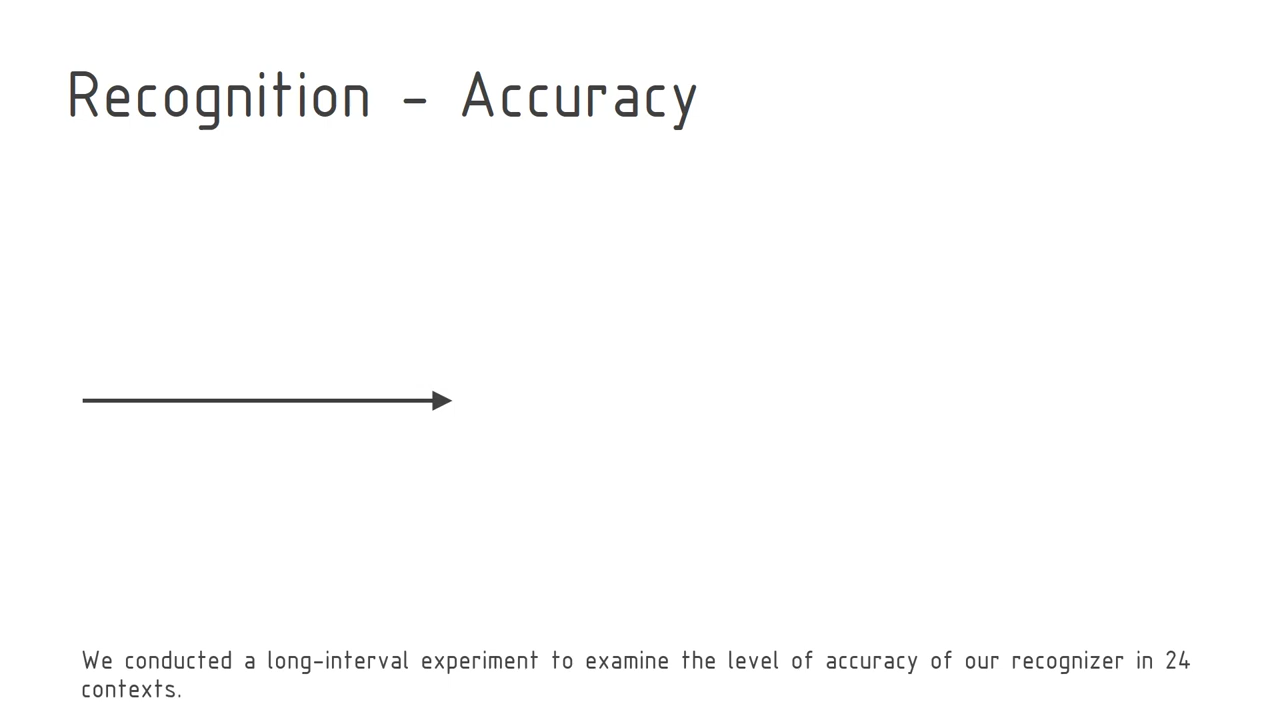 Recognition - Accuracy
We conducted a long-interval experiment to examine the level of accuracy of our recognizer in 24
contexts.